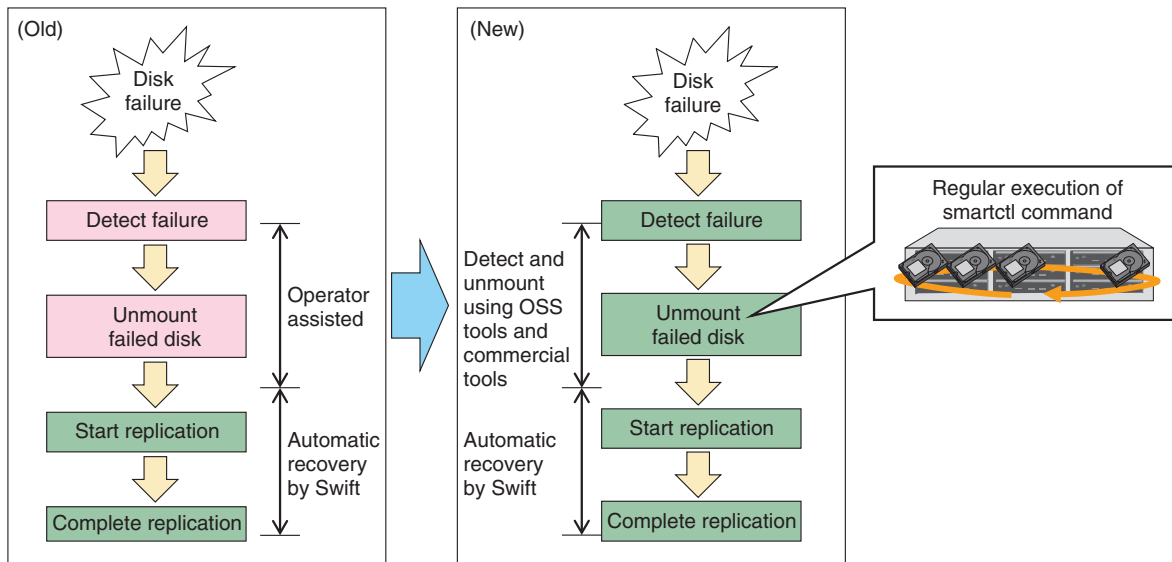 (Old)
Disk
failure
Detect failure
Unmount
failed disk
Operator
assisted
Start replication
Automatic
recovery
by Swift
Complete replication
(New)
Disk
failure
Detect failure
Detect and
unmount
using OSS
tools and
commercial
tools
Unmount
failed disk
Start replication
Automatic
recovery
by Swift
Complete replication
Regular execution of
smartctl command